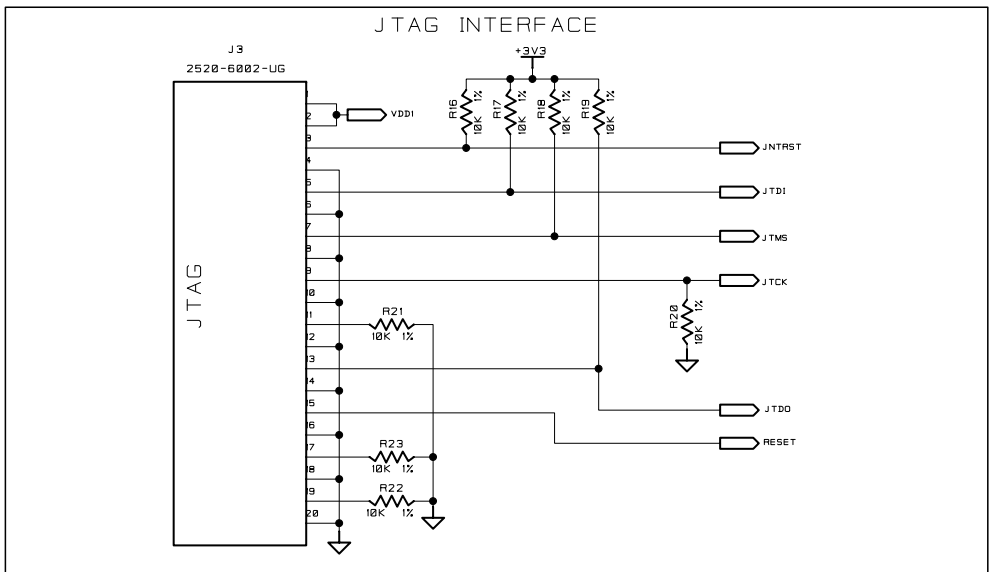 JTAG INTERFACE
J3
2520-6002-UG
+3V3
R16 10K 1%
R17 10K 1%
R18 10K 1%
R19 10K 1%
1
2
VDDI
3
JNTRST
4
5
JTDI
6
7
JTMS
8
9
JTCK
10
R20 10K 1%
JTAG
11
R21
10K 1%
12
13
14
JTDO
15
RESET
16
17
R23
10K 1%
18
19
R22
10K 1%
20